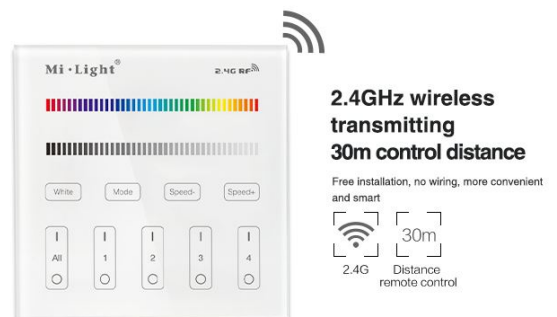 Mi·Light®
2.4G RF
White
Mode
Speed-
Speed+
All
1
2
3
4
2.4GHz wireless
transmitting
30m control distance
Free installation, no wiring, more convenient
and smart
30m
2.4G
Distance
remote control